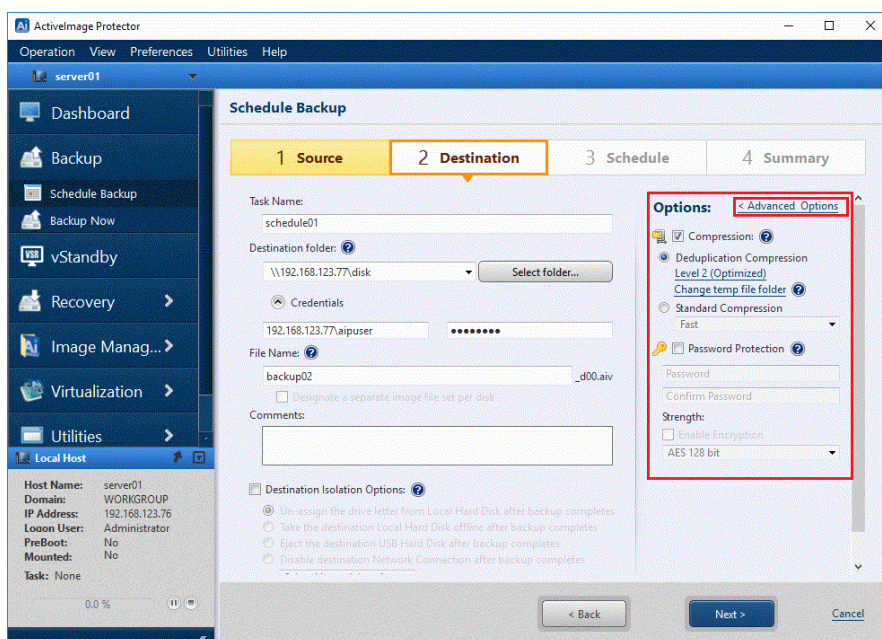 ActiveImage Protector
Operation View Preferences Utilities Help
server01
Dashboard
Backup
Schedule Backup
Backup Now
vStandby
Recovery
Image Manag...
Virtualization
Utilities
Local Host
Host Name: server01
Domain: WORKGROUP
IP Address: 192.168.123.76
Logon User: Administrator
PreBoot: No
Mounted: No
Task: None
0.0 %
Schedule Backup
1 Source
2 Destination
3 Schedule
4 Summary
Task Name:
schedule01
Destination folder:
\\192.168.123.77\disk
Select folder...
Credentials
192.168.123.77\aipuser
File Name:
backup02
_d00.aiv
Designate a separate image file set per disk
Comments:
Destination Isolation Options:
Un-assign the drive letter from Local Hard Disk after backup completes
Take the destination Local Hard Disk offline after backup completes
Eject the destination USB Hard Disk after backup completes
Disable destination Network Connection after backup completes
Options:
< Advanced Options
Compression:
Deduplication Compression
Level 2 (Optimized)
Change temp file folder
Standard Compression
Fast
Password Protection
Password
Confirm Password
Strength:
Enable Encryption
AES 128 bit
< Back
Next >
Cancel